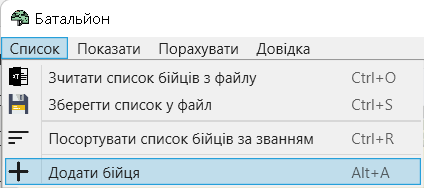 Батальйон
Список Показати Порахувати Довідка
Зчитати список бійців з файлу Ctrl+O
Зберегти список у файл Ctrl+S
Посортувати список бійців за званням Ctrl+R
Додати бійця Alt+A